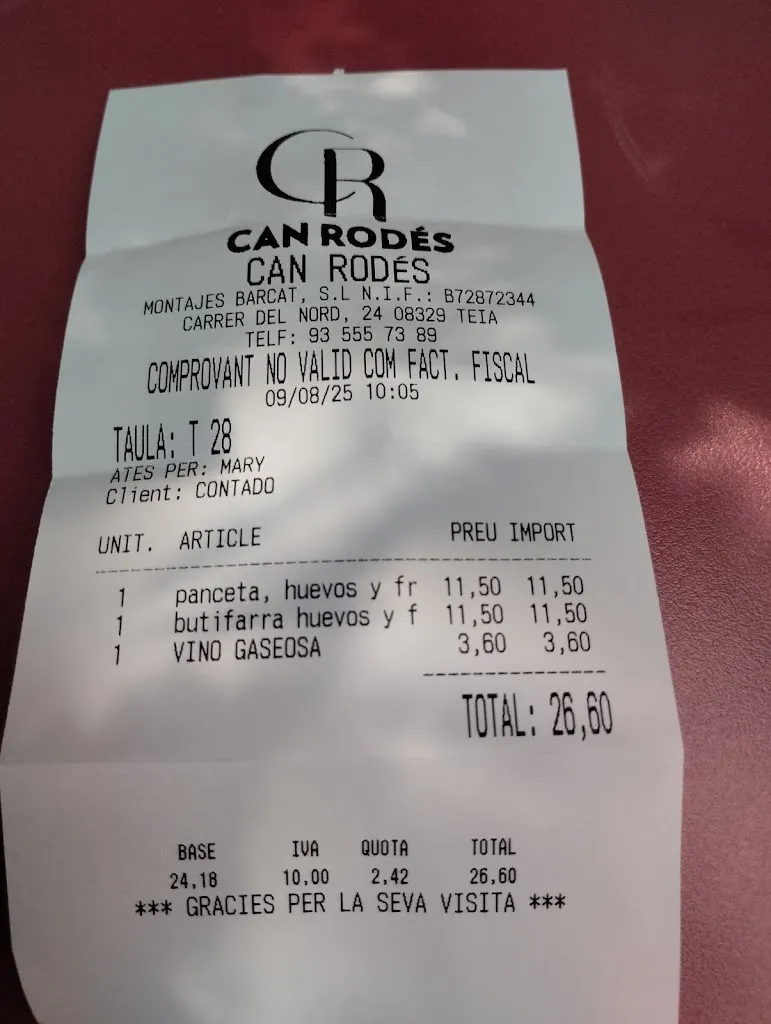 CR
CAN RODÉS
CAN RODÉS
MONTAJES BARCAT, S.L N.I.F.: B72872344
CARRER DEL NORD, 24 08329 TEIA
TELF: 93 555 73 89
COMPROVANT NO VALID COM FACT. FISCAL
09/08/25 10:05
TAULA: T 28
ATES PER: MARY
Client: CONTADO
UNIT. ARTICLE PREU IMPORT
1 panceta, huevos y fr 11,50 11,50
1 butifarra huevos y f 11,50 11,50
1 VINO GASEOSA 3,60 3,60
TOTAL: 26,60
BASE IVA QUOTA TOTAL
24,18 10,00 2,42 26,60
*** GRACIES PER LA SEVA VISITA ***